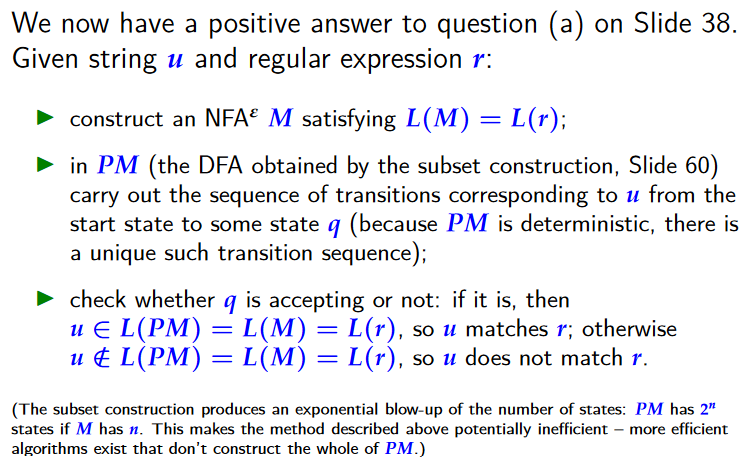 We now have a positive answer to question (a) on Slide 38.
Given string u and regular expression r:
▶ construct an NFAᵋ M satisfying L(M) = L(r);
▶ in PM (the DFA obtained by the subset construction, Slide 60)
carry out the sequence of transitions corresponding to u from the
start state to some state q (because PM is deterministic, there is
a unique such transition sequence);
▶ check whether q is accepting or not: if it is, then
u ∈ L(PM) = L(M) = L(r), so u matches r; otherwise
u ∉ L(PM) = L(M) = L(r), so u does not match r.
(The subset construction produces an exponential blow-up of the number of states: PM has 2ⁿ
states if M has n. This makes the method described above potentially inefficient – more efficient
algorithms exist that don't construct the whole of PM.)